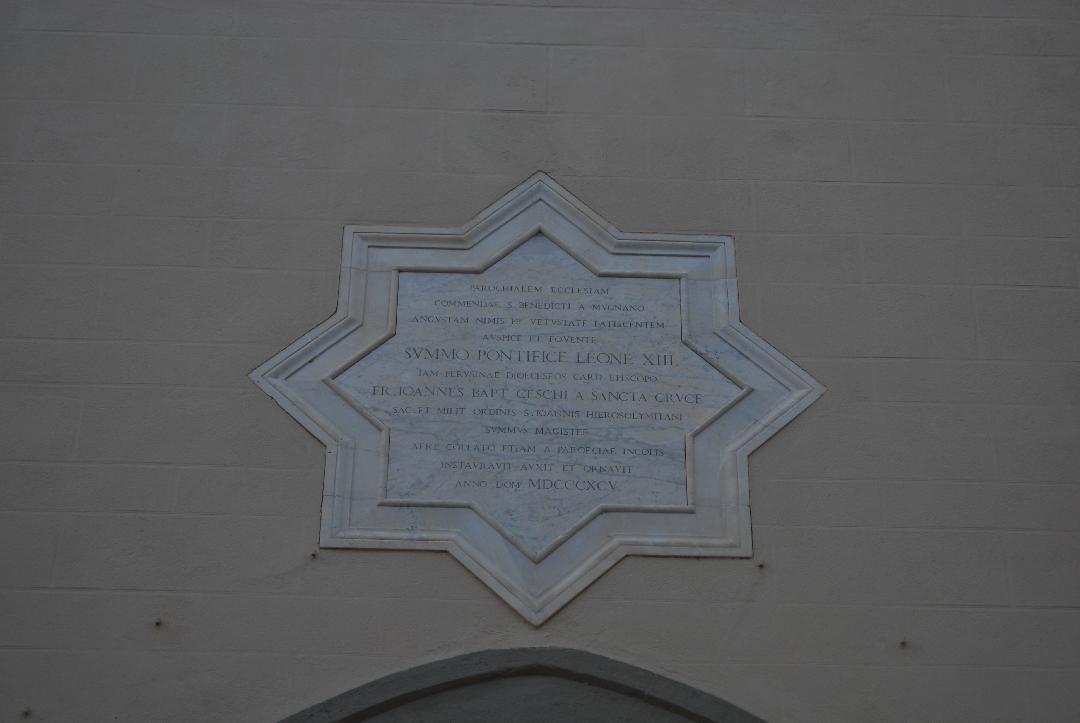 PAROCHIALEM ECCLESIAM
COMMENDAE S. BENEDICTI A MVGNANO
ANGVSTAM NIMIS ET VETVSTATE FATISCENTEM
AVSPICE ET FOVENTE
SVMMO PONTIFICE LEONE XIII
IAM PERVSINAE DIOECESEOS CARD. EPISCOPO
FR. IOANNES BAPT. CESCHI A SANCTA CRVCE
SAC. ET MILIT. ORDINIS S. IOANNIS HIEROSOLYMITANI
SVMMVS MAGISTER
AERE COLLATO ETIAM A PAROECIAE INCOLIS
INSTAVRAVIT AVXIT ET ORNAVIT
ANNO DOM. MDCCCXCV